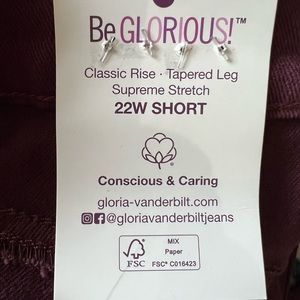 Be GLORIOUS!™
Classic Rise · Tapered Leg
Supreme Stretch
22W SHORT
Conscious & Caring
gloria-vanderbilt.com
@gloriavanderbiltjeans
FSC
MIX
Paper
FSC® C016423